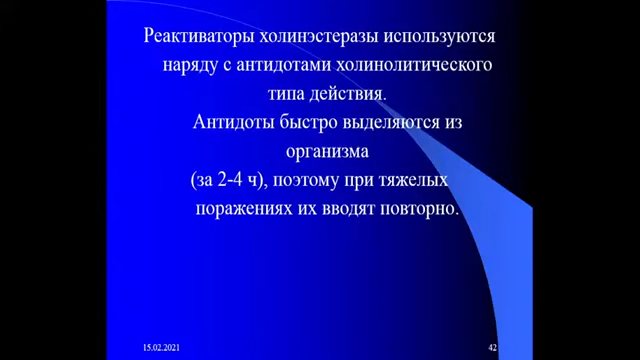 Реактиваторы холинэстеразы используются
наряду с антидотами холинолитического
типа действия.
Антидоты быстро выделяются из
организма
(за 2-4 ч), поэтому при тяжелых
поражениях их вводят повторно.
15.02.2021
42